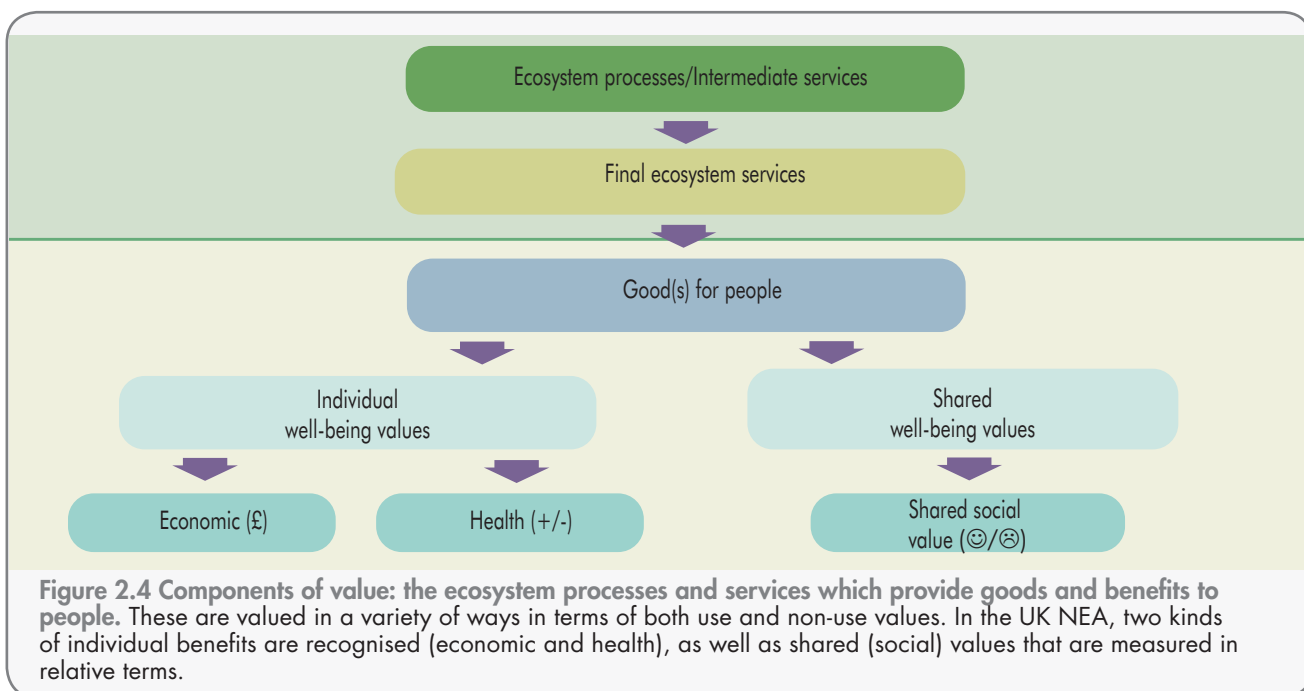 Ecosystem processes/Intermediate services
Final ecosystem services
Good(s) for people
Individual
well-being values
Shared
well-being values
Economic (£)
Health (+/-)
Shared social
value (☺/☹)
Figure 2.4 Components of value: the ecosystem processes and services which provide goods and benefits to
people. These are valued in a variety of ways in terms of both use and non-use values. In the UK NEA, two kinds
of individual benefits are recognised (economic and health), as well as shared (social) values that are measured in
relative terms.